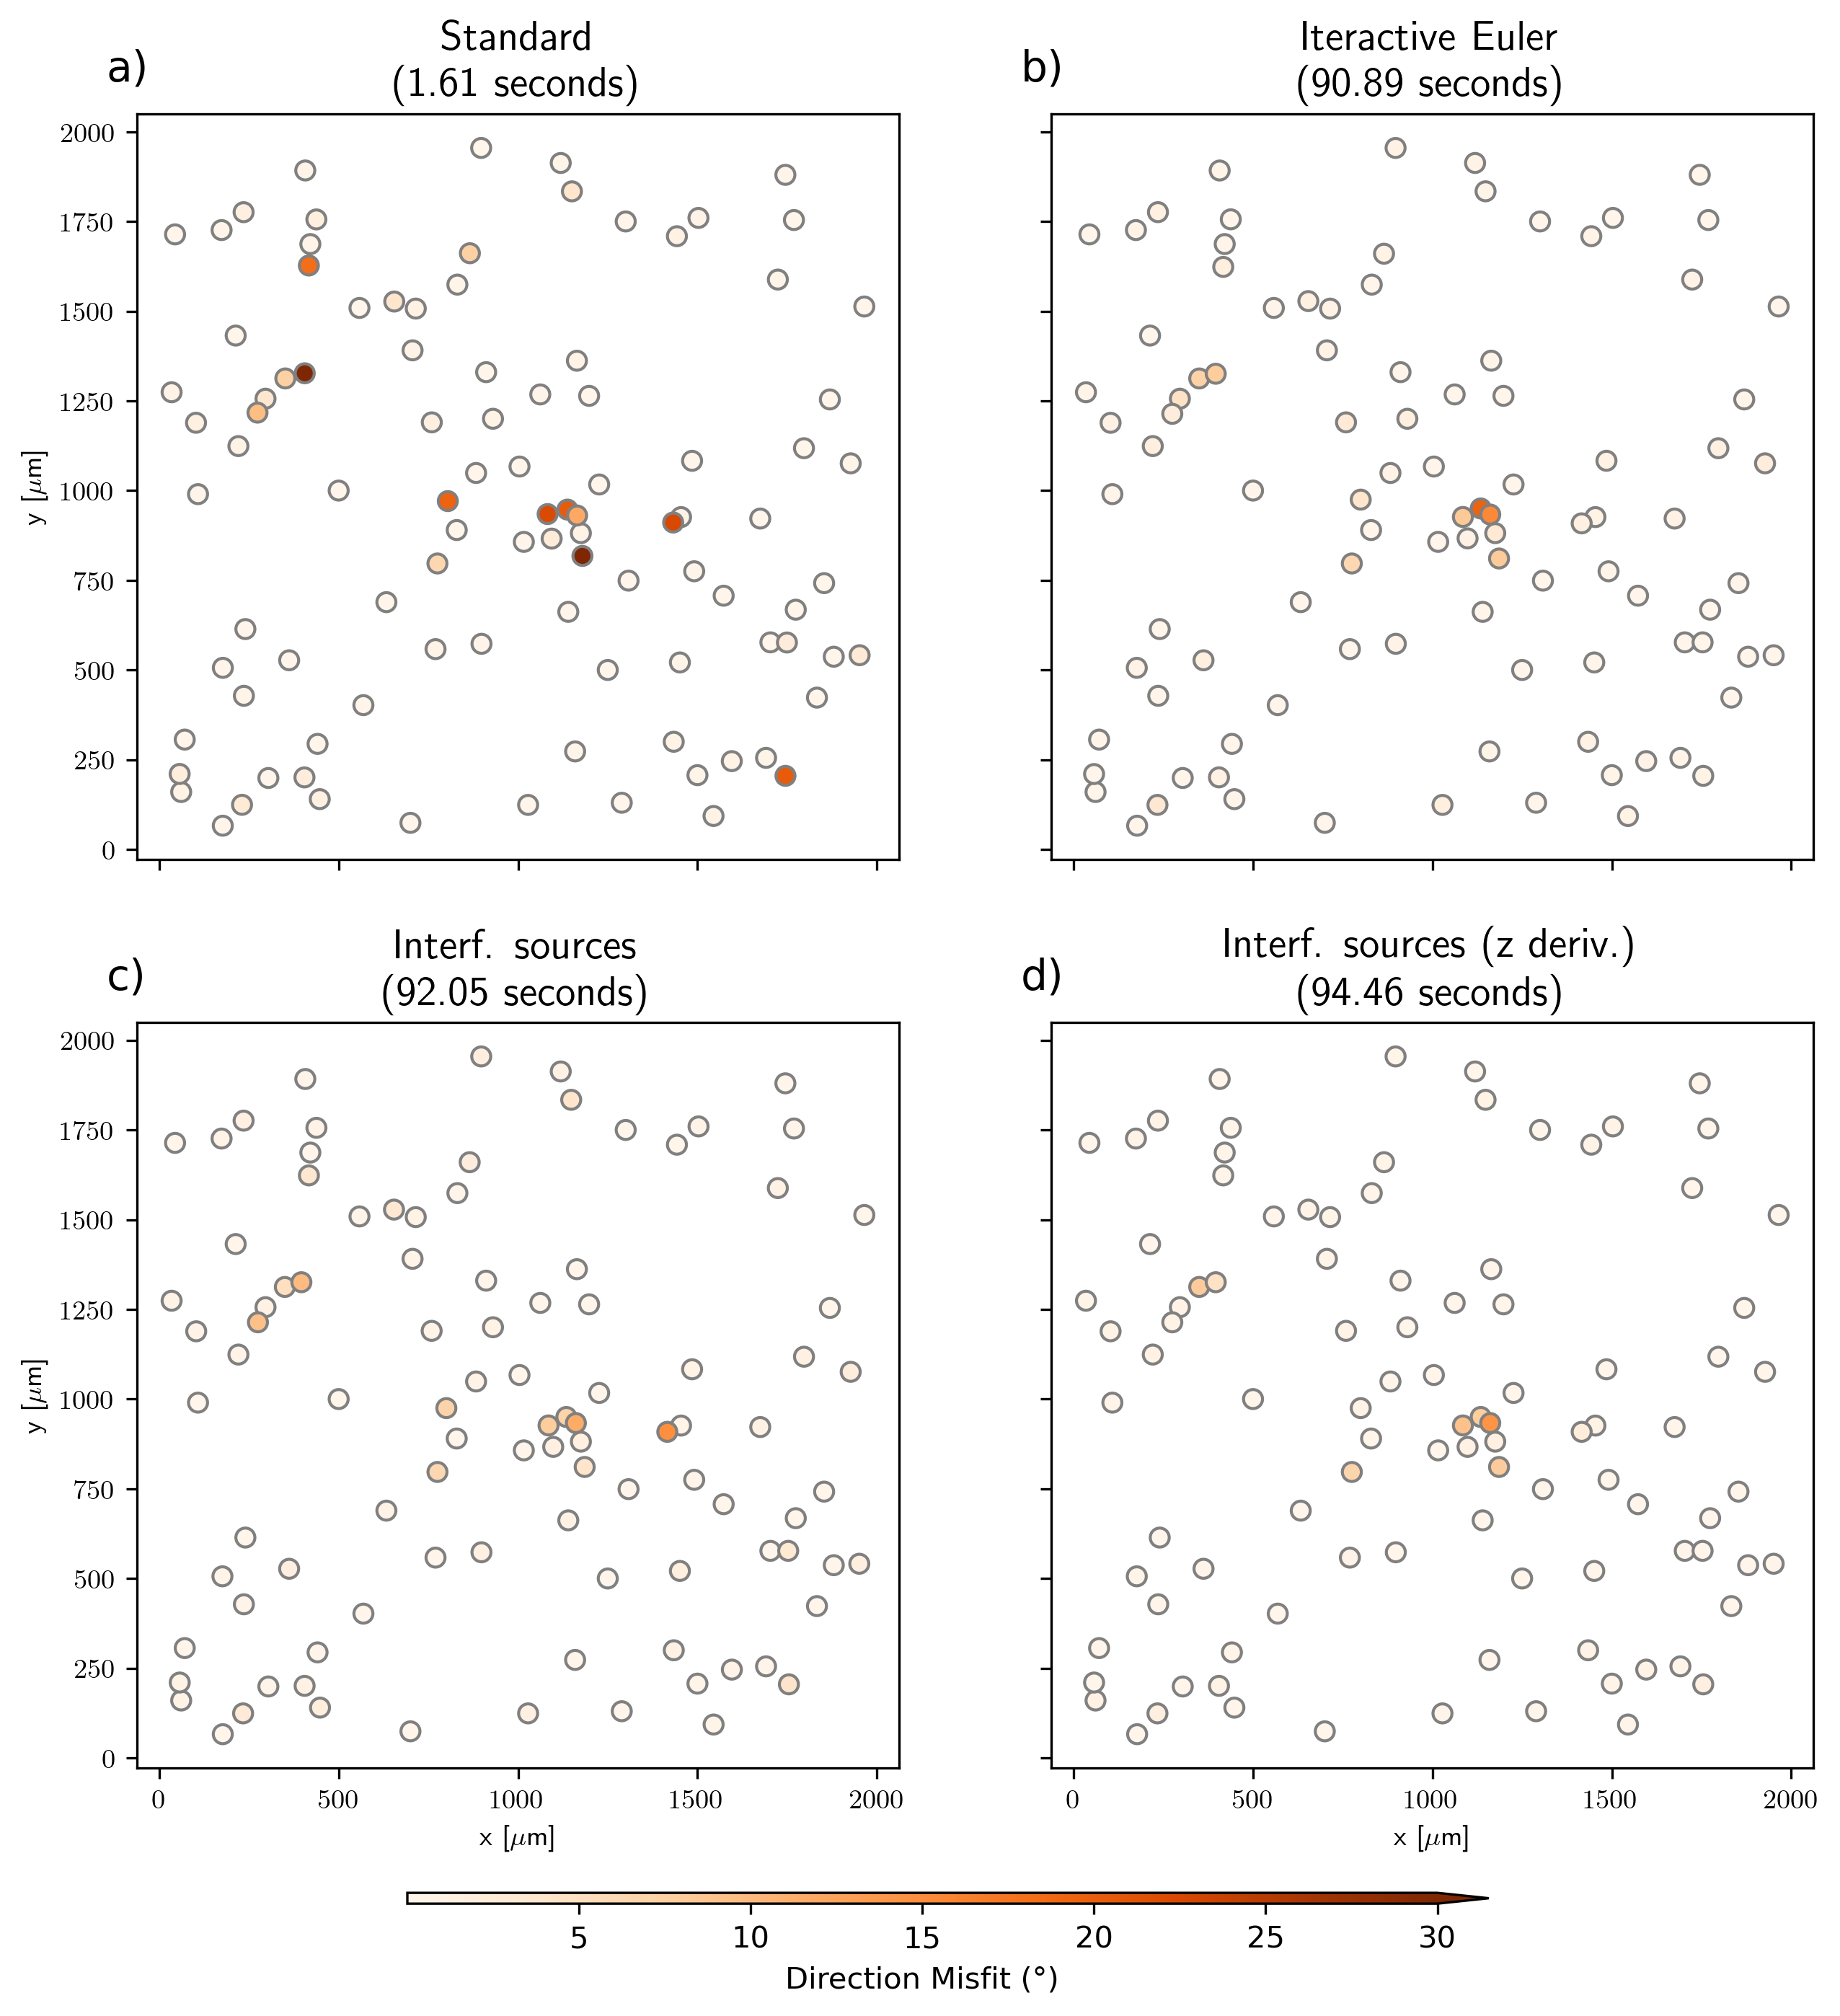 a)
Standard
(1.61 seconds)
b)
Iteractive Euler
(90.89 seconds)
2000
1750
1500
1250
1000
750
500
250
0
y [μm]
c)
Interf. sources
(92.05 seconds)
d)
Interf. sources (z deriv.)
(94.46 seconds)
2000
1750
1500
1250
1000
750
500
250
0
y [μm]
0 500 1000 1500 2000
x [μm]
0 500 1000 1500 2000
x [μm]
5 10 15 20 25 30
Direction Misfit (°)